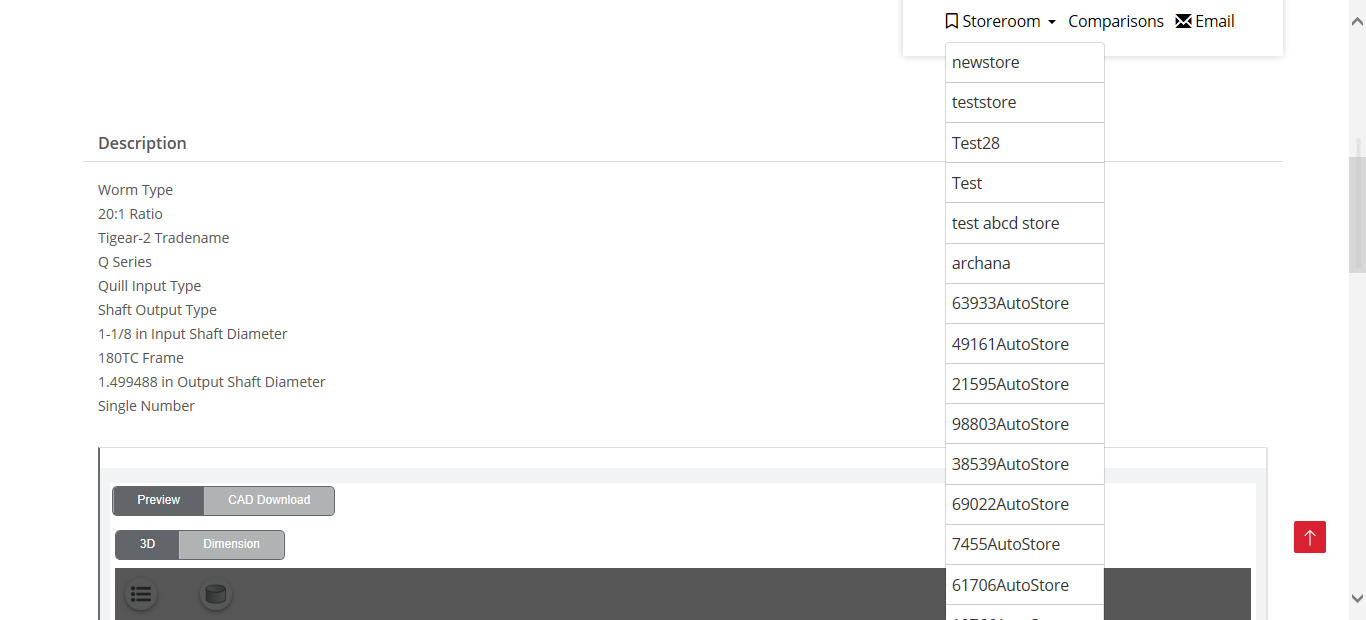 Storeroom Comparisons Email
newstore
teststore
Test28
Test
test abcd store
archana
63933AutoStore
49161AutoStore
21595AutoStore
98803AutoStore
38539AutoStore
69022AutoStore
7455AutoStore
61706AutoStore
Description
Worm Type
20:1 Ratio
Tigear-2 Tradename
Q Series
Quill Input Type
Shaft Output Type
1-1/8 in Input Shaft Diameter
180TC Frame
1.499488 in Output Shaft Diameter
Single Number
Preview CAD Download
3D Dimension